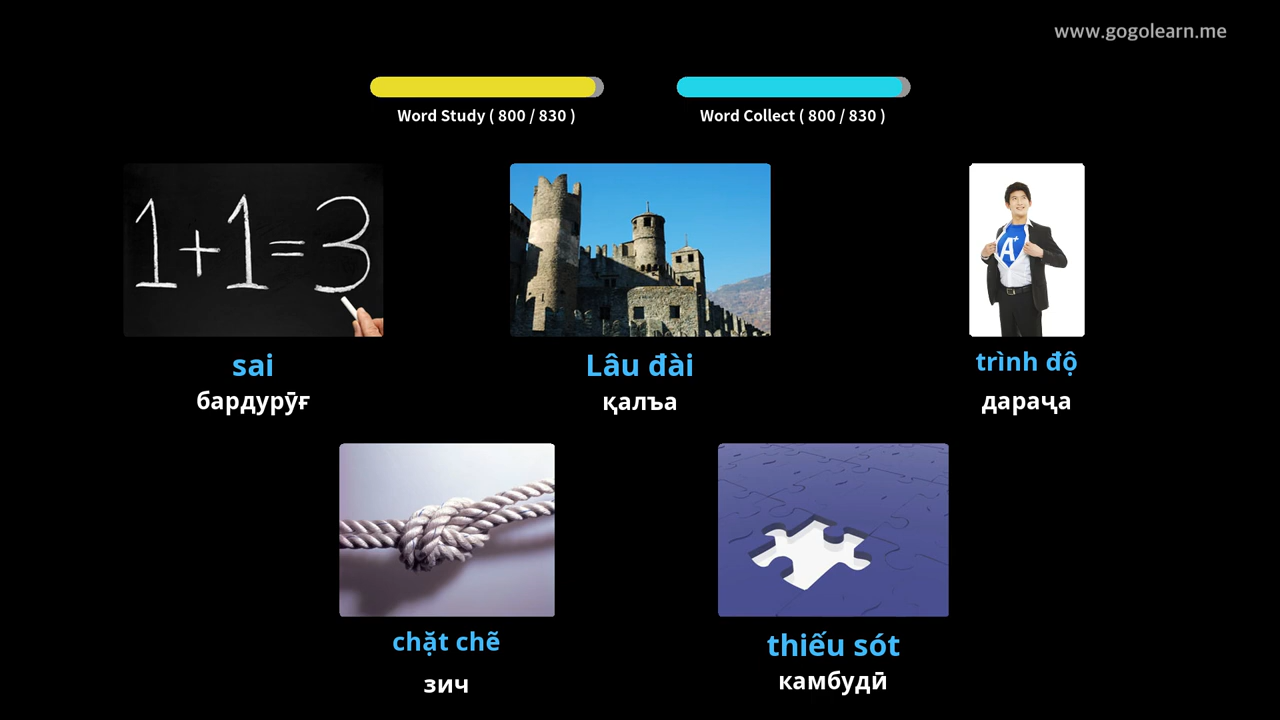 www.gogolearn.me
Word Study ( 800 / 830 )
Word Collect ( 800 / 830 )
1+1=3
A+
sai
Lâu đài
trình độ
бардурӯғ
қалъа
дараҷа
chặt chẽ
thiếu sót
зич
камбудӣ